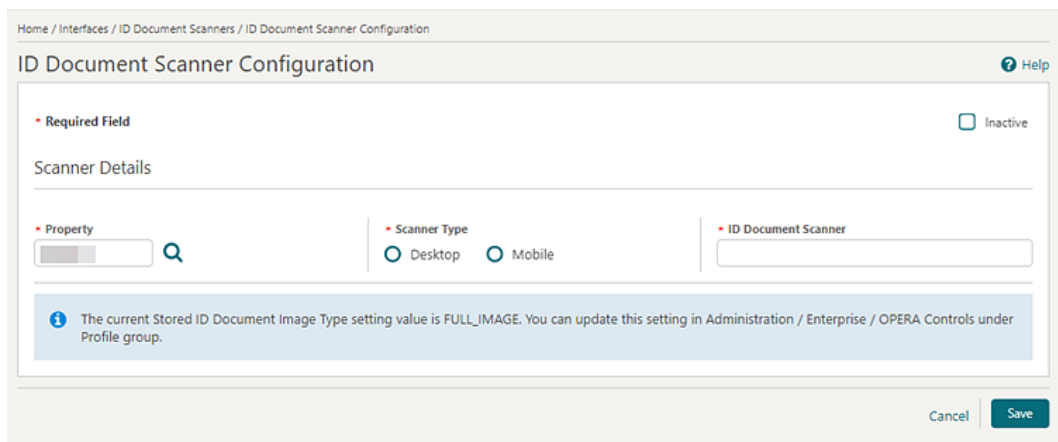 Home / Interfaces / ID Document Scanners / ID Document Scanner Configuration
ID Document Scanner Configuration
Help
* Required Field
Inactive
Scanner Details
* Property
* Scanner Type
* ID Document Scanner
Desktop
Mobile
The current Stored ID Document Image Type setting value is FULL_IMAGE. You can update this setting in Administration / Enterprise / OPERA Controls under
Profile group.
Cancel
Save